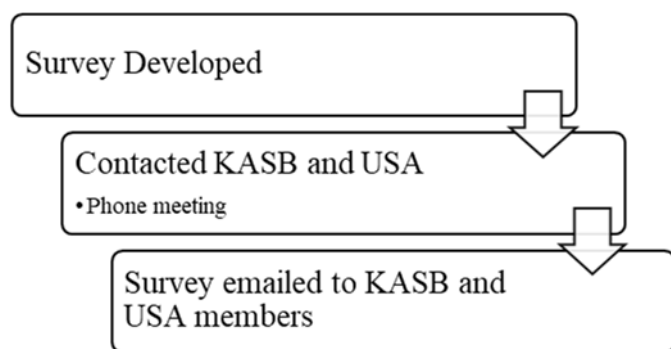 Survey Developed
Contacted KASB and USA
• Phone meeting
Survey emailed to KASB and
USA members